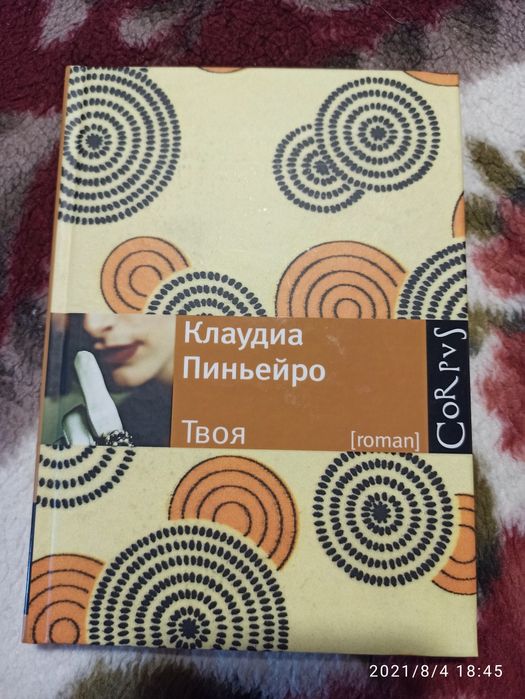 Клаудиа
Пиньейро
Твоя
[roman]
CORPVS
2021/8/4 18:45